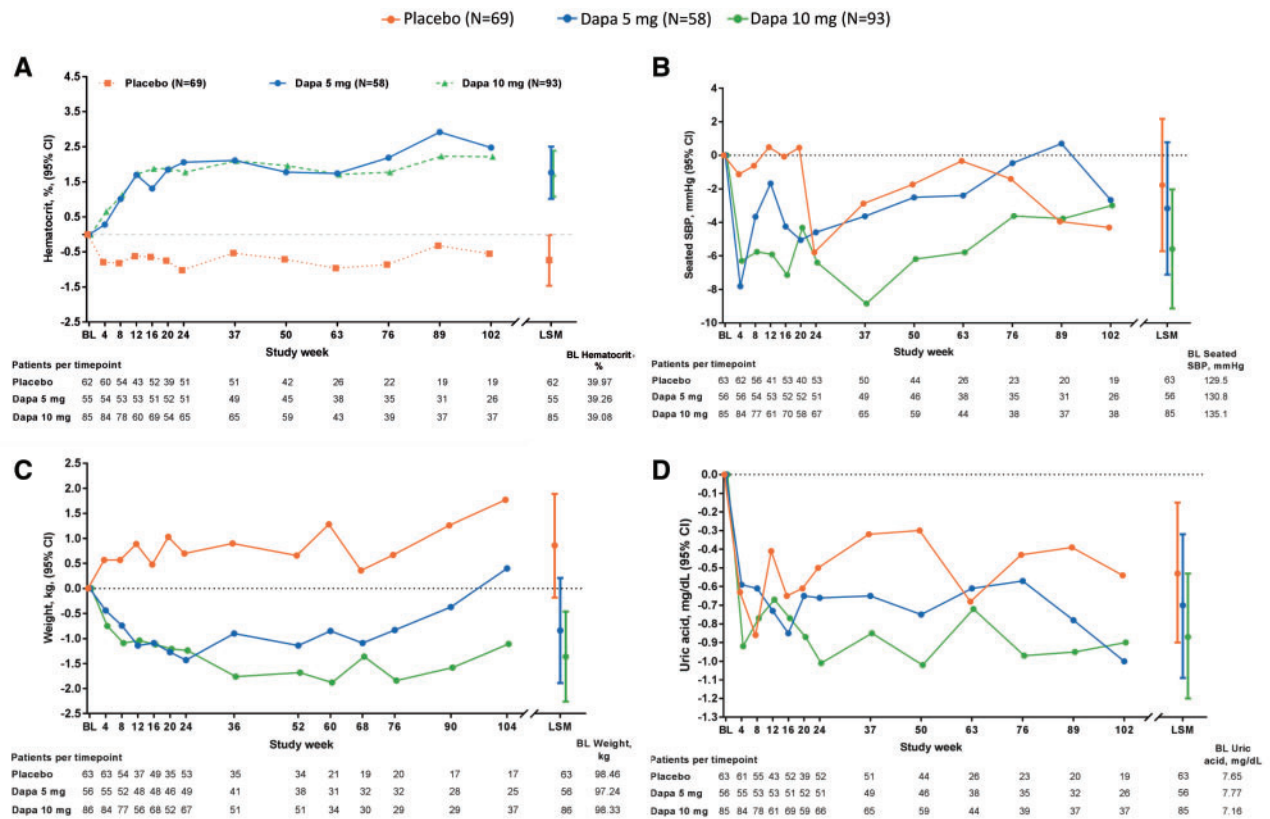 Placebo (N=69) Dapa 5 mg (N=58) Dapa 10 mg (N=93)
A
Placebo (N=69) Dapa 5 mg (N=58) Dapa 10 mg (N=93)
Hematocrit, %, (95% CI)
4.5
3.5
2.5
1.5
0.5
-0.5
-1.5
-2.5
BL 4 8 12 16 20 24 37 50 63 76 89 102 LSM
Study week
Patients per timepoint
BL Hematocrit
%
Placebo 62 60 54 43 52 39 51 51 42 26 22 19 19 62 39.97
Dapa 5 mg 55 54 53 53 51 52 51 49 45 38 35 31 26 55 39.26
Dapa 10 mg 85 84 78 60 69 54 65 65 59 43 39 37 37 85 39.08
B
Seated SBP, mmHg (95% CI)
4
2
0
-2
-4
-6
-8
-10
BL 4 8 12 16 20 24 37 50 63 76 89 102 LSM
Study week
Patients per timepoint
BL Seated
SBP, mmHg
Placebo 63 62 56 41 53 40 53 50 44 26 23 20 19 63 129.5
Dapa 5 mg 56 56 54 53 52 52 51 49 46 38 35 31 26 56 130.8
Dapa 10 mg 85 84 77 61 70 58 67 65 59 44 38 37 38 85 135.1
C
Weight, kg, (95% CI)
2.5
2.0
1.5
1.0
0.5
0.0
-0.5
-1.0
-1.5
-2.0
-2.5
BL 4 8 12 16 20 24 36 52 60 68 76 90 104 LSM
Study week
Patients per timepoint
BL Weight,
kg
Placebo 63 63 54 37 49 35 53 35 34 21 19 20 17 17 63 98.46
Dapa 5 mg 56 55 52 48 48 46 49 41 38 31 32 32 28 25 56 97.24
Dapa 10 mg 86 84 77 56 68 52 67 51 51 34 30 29 29 37 86 98.33
D
Uric acid, mg/dL (95% CI)
0.0
-0.1
-0.2
-0.3
-0.4
-0.5
-0.6
-0.7
-0.8
-0.9
-1.0
-1.1
-1.2
-1.3
BL 4 8 12 16 20 24 37 50 63 76 89 102 LSM
Study week
Patients per timepoint
BL Uric
acid, mg/dL
Placebo 63 61 55 43 52 39 52 51 44 26 23 20 19 63 7.65
Dapa 5 mg 56 55 53 53 51 52 51 49 46 38 35 32 26 56 7.77
Dapa 10 mg 85 84 78 61 69 59 66 65 59 44 39 37 37 85 7.16